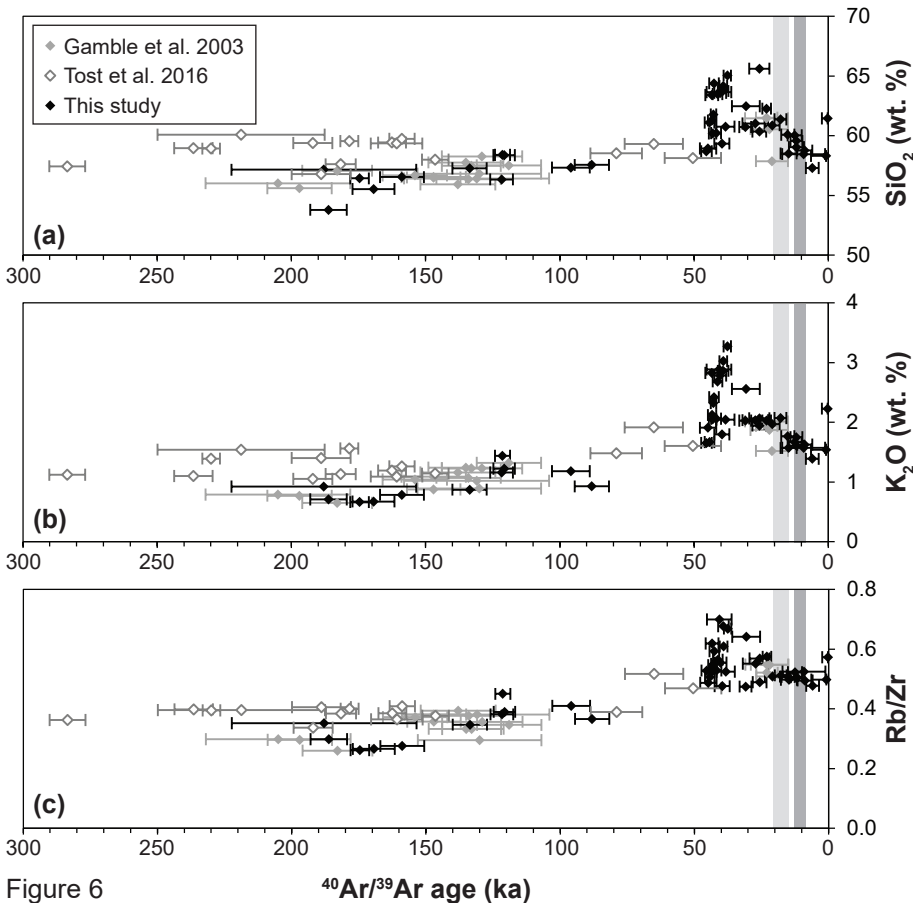 Gamble et al. 2003
Tost et al. 2016
This study
(a)
70
65
60
55
50
SiO₂ (wt. %)
300 250 200 150 100 50 0
(b)
4
3
2
1
0
K₂O (wt. %)
300 250 200 150 100 50 0
(c)
0.8
0.6
0.4
0.2
0.0
Rb/Zr
300 250 200 150 100 50 0
Figure 6
⁴⁰Ar/³⁹Ar age (ka)